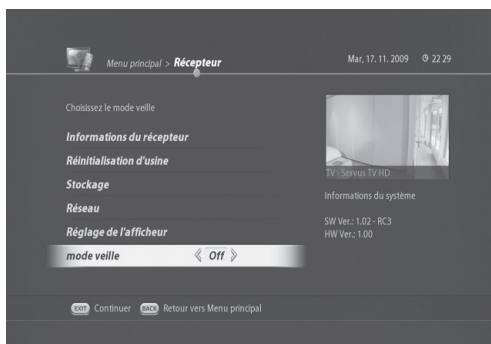 Menu principal > Récepteur
Mar, 17. 11. 2009 22 29
Choisissez le mode veille
Informations du récepteur
Réinitialisation d'usine
Stockage
Réseau
Réglage de l'afficheur
mode veille Off
TV - Servus TV HD
Informations du système
SW Ver.: 1.02 - RC3
HW Ver.: 1.00
EXIT Continuer BACK Retour vers Menu principal